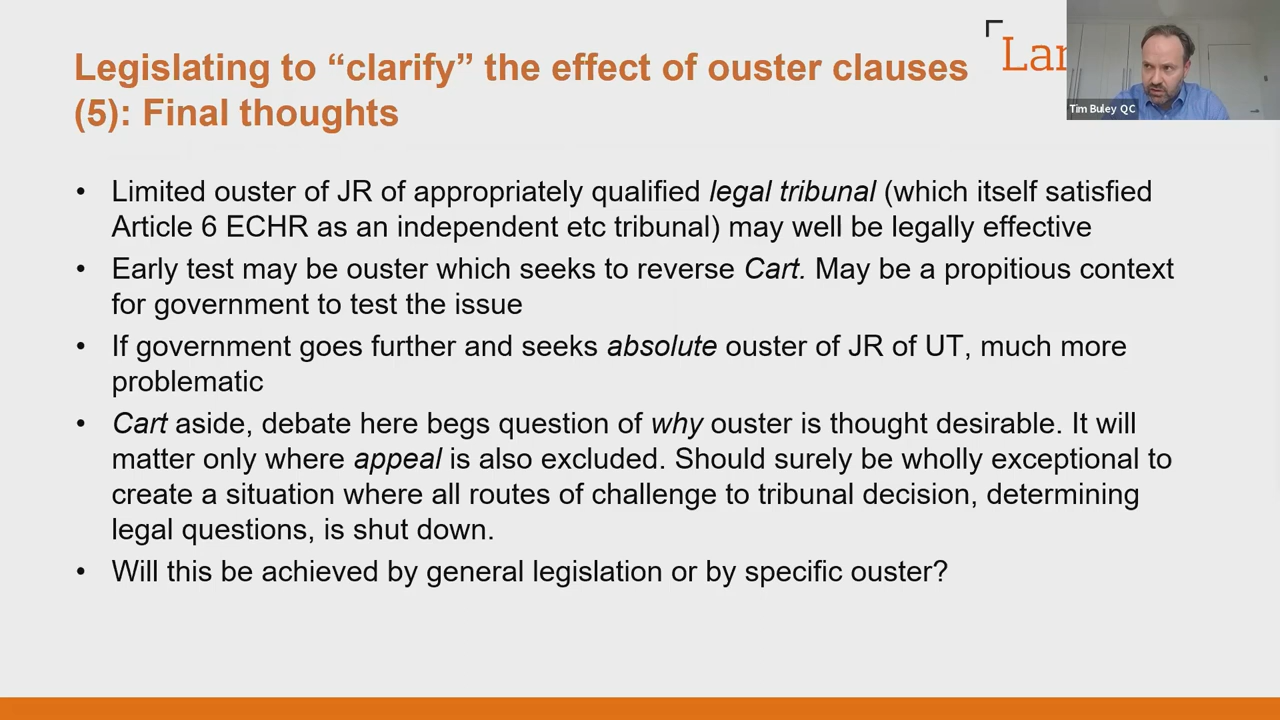 Legislating to “clarify” the effect of ouster clauses
(5): Final thoughts
Lan
Tim Buley QC
• Limited ouster of JR of appropriately qualified legal tribunal (which itself satisfied
Article 6 ECHR as an independent etc tribunal) may well be legally effective
• Early test may be ouster which seeks to reverse Cart. May be a propitious context
for government to test the issue
• If government goes further and seeks absolute ouster of JR of UT, much more
problematic
• Cart aside, debate here begs question of why ouster is thought desirable. It will
matter only where appeal is also excluded. Should surely be wholly exceptional to
create a situation where all routes of challenge to tribunal decision, determining
legal questions, is shut down.
• Will this be achieved by general legislation or by specific ouster?